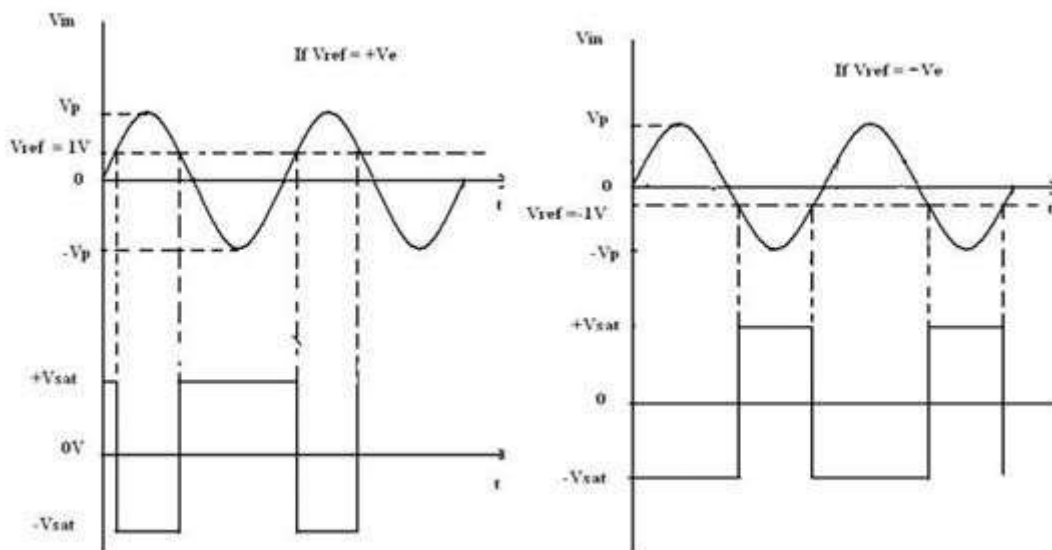 Vin
If Vref = +Ve
Vp
Vref = 1V
0
t
-Vp
+Vsat
0V
t
-Vsat
Vin
If Vref = -Ve
Vp
0
t
Vref =-1V
-Vp
+Vsat
0
-Vsat